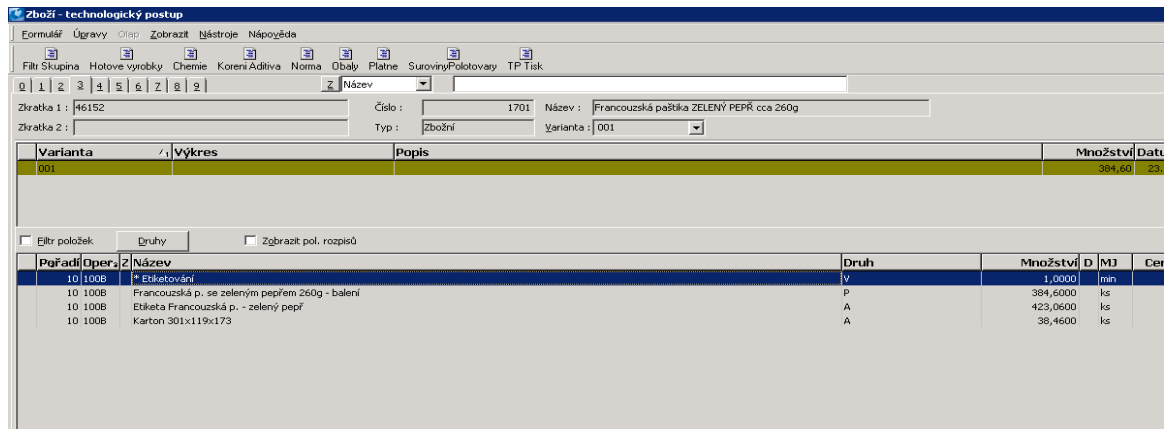 Zboží - technologický postup
Formulář Úpravy Olap Zobrazit Nástroje Nápověda
Filtr Skupina Hotove vyrobky Chemie KoreniAditiva Norma Obaly Platne SurovinyPolotovary TP Tisk
0 1 2 3 4 5 6 7 8 9 Z Název
Zkratka 1 : 46152 Číslo : 1701 Název : Francouzská paštika ZELENÝ PEPŘ cca 260g
Zkratka 2 : Typ : Zbožní Varianta : 001
Varianta /1 Výkres Popis Množství Datu
001 384,60 23.
Filtr položek Druhy Zobrazit pol. rozpisů
Pořadí Oper 2 Z Název Druh Množství D MJ Cer
10 100B * Etiketování V 1,0000 min
10 100B Francouzská p. se zeleným pepřem 260g - balení P 384,6000 ks
10 100B Etiketa Francouzská p. - zelený pepř A 423,0600 ks
10 100B Karton 301x119x173 A 38,4600 ks